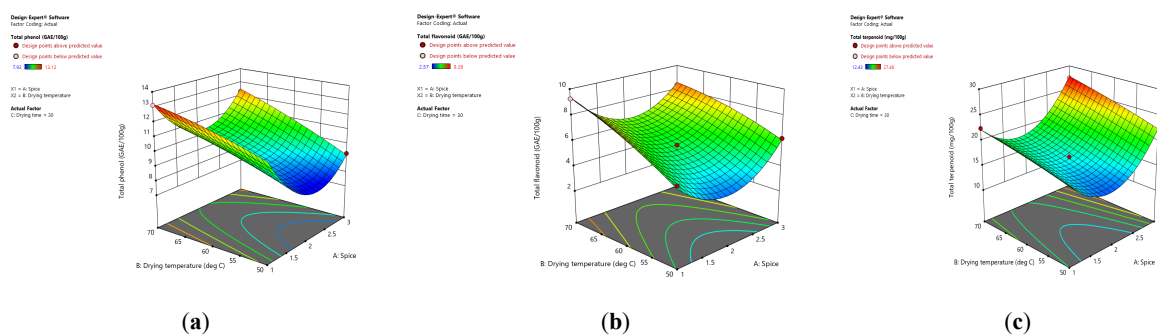 Design-Expert® Software
Factor Coding: Actual
Total phenol (GAE/100g)
Design points above predicted value
Design points below predicted value
7.92 13.12
X1 = A: Spice
X2 = B: Drying temperature
Actual Factor
C: Drying time = 30
14
13
12
11
10
9
8
7
Total phenol (GAE/100g)
70
65
60
55
50
B: Drying temperature (deg C)
1
1.5
2
2.5
3
A: Spice
(a)
Design-Expert® Software
Factor Coding: Actual
Total flavonoid (GAE/100g)
Design points above predicted value
Design points below predicted value
2.57 9.26
X1 = A: Spice
X2 = B: Drying temperature
Actual Factor
C: Drying time = 30
10
8
6
4
2
Total flavonoid (GAE/100g)
70
65
60
55
50
B: Drying temperature (deg C)
1
1.5
2
2.5
3
A: Spice
(b)
Design-Expert® Software
Factor Coding: Actual
Total terpenoid (mg/100g)
Design points above predicted value
Design points below predicted value
X1 = A: Spice
X2 = B: Drying temperature
Actual Factor
C: Drying time = 30
30
25
20
15
10
Total terpenoid (mg/100g)
70
65
60
55
50
B: Drying temperature (deg C)
1
1.5
2
2.5
3
A: Spice
(c)